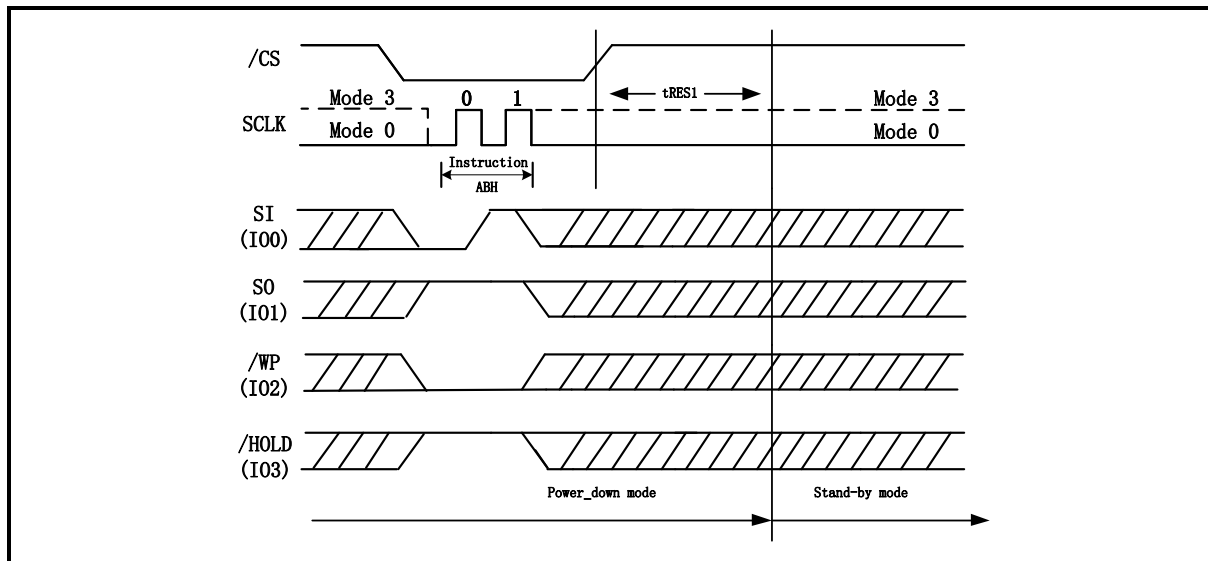 /CS
tRES1
Mode 3 0 1 Mode 3
SCLK
Mode 0 Mode 0
Instruction
ABH
SI
(IO0)
SO
(IO1)
/WP
(IO2)
/HOLD
(IO3)
Power_down mode Stand-by mode